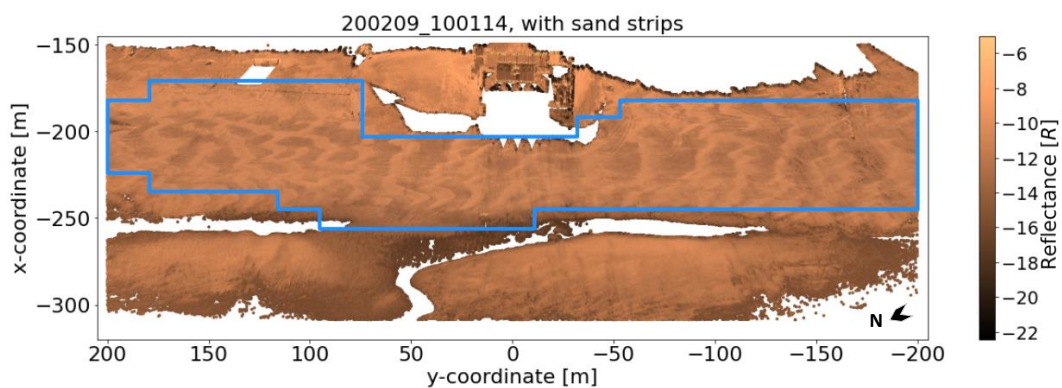 200209_100114, with sand strips
−150
−200
−250
−300
x-coordinate [m]
200 150 100 50 0 −50 −100 −150 −200
y-coordinate [m]
N
−6
−8
−10
−12
−14
−16
−18
−20
−22
Reflectance [R]